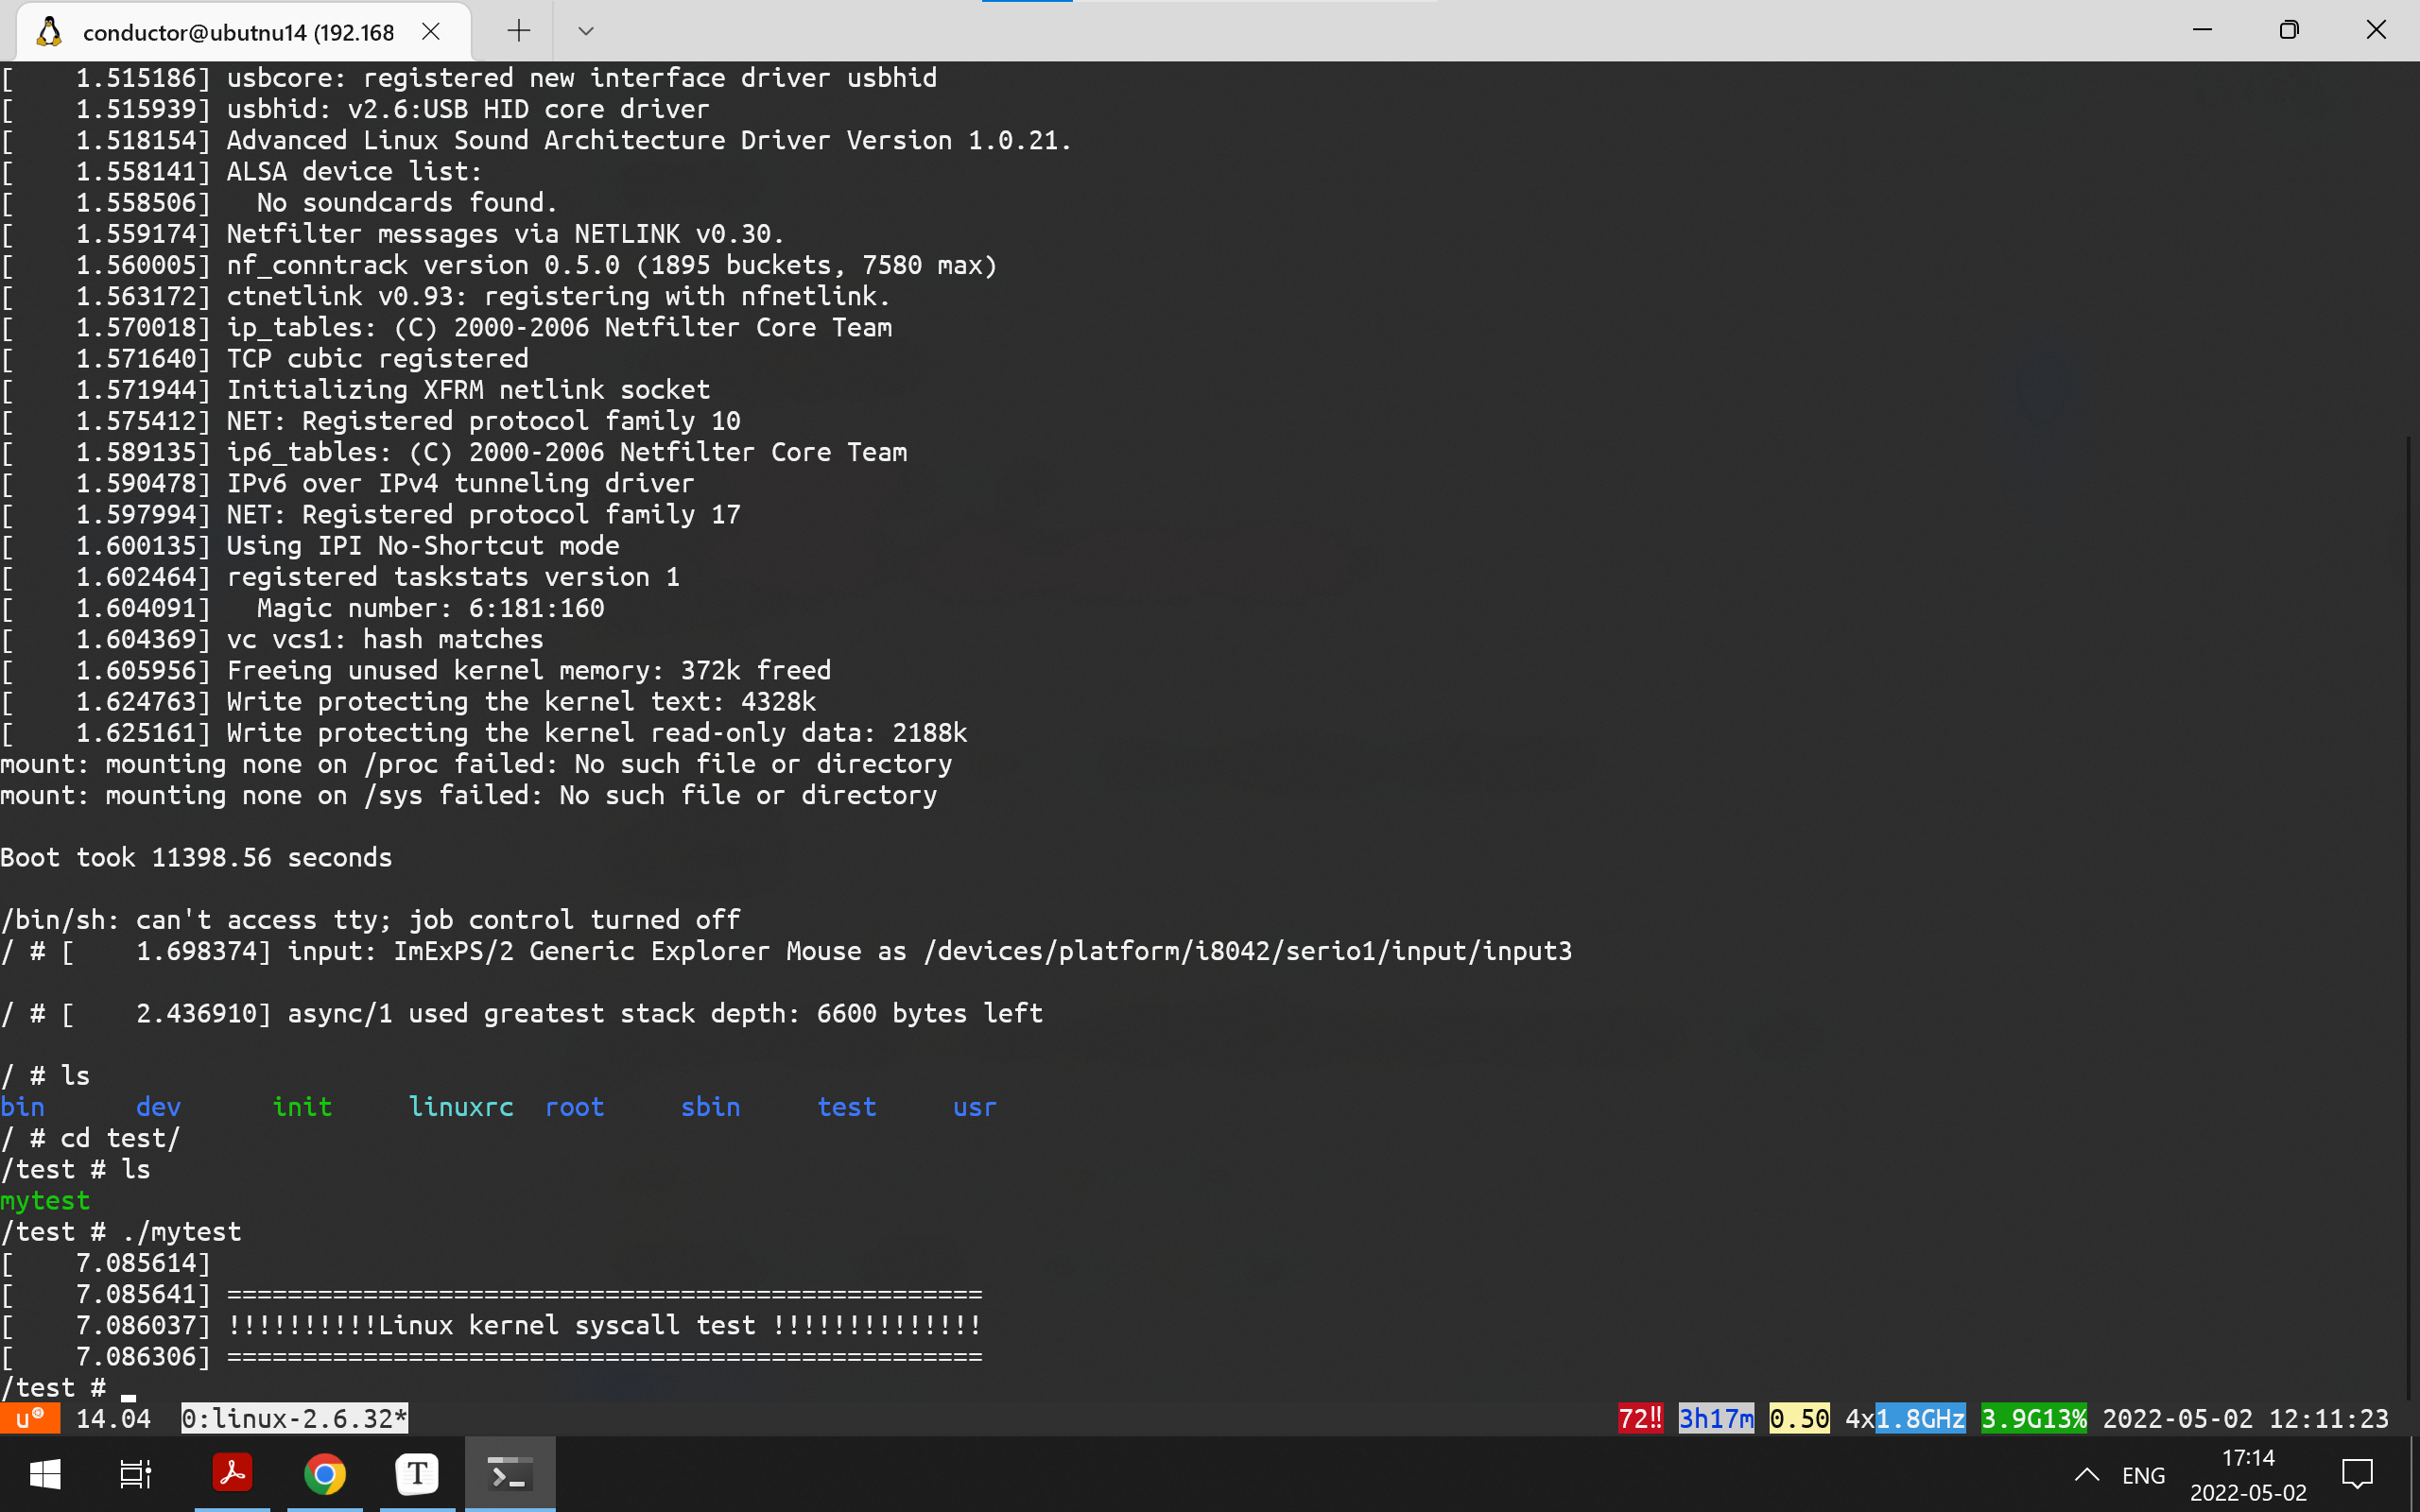 conductor@ubutnu14 (192.168
[    1.515186] usbcore: registered new interface driver usbhid
[    1.515939] usbhid: v2.6:USB HID core driver
[    1.518154] Advanced Linux Sound Architecture Driver Version 1.0.21.
[    1.558141] ALSA device list:
[    1.558506]   No soundcards found.
[    1.559174] Netfilter messages via NETLINK v0.30.
[    1.560005] nf_conntrack version 0.5.0 (1895 buckets, 7580 max)
[    1.563172] ctnetlink v0.93: registering with nfnetlink.
[    1.570018] ip_tables: (C) 2000-2006 Netfilter Core Team
[    1.571640] TCP cubic registered
[    1.571944] Initializing XFRM netlink socket
[    1.575412] NET: Registered protocol family 10
[    1.589135] ip6_tables: (C) 2000-2006 Netfilter Core Team
[    1.590478] IPv6 over IPv4 tunneling driver
[    1.597994] NET: Registered protocol family 17
[    1.600135] Using IPI No-Shortcut mode
[    1.602464] registered taskstats version 1
[    1.604091]   Magic number: 6:181:160
[    1.604369] vc vcs1: hash matches
[    1.605956] Freeing unused kernel memory: 372k freed
[    1.624763] Write protecting the kernel text: 4328k
[    1.625161] Write protecting the kernel read-only data: 2188k
mount: mounting none on /proc failed: No such file or directory
mount: mounting none on /sys failed: No such file or directory
Boot took 11398.56 seconds
/bin/sh: can't access tty; job control turned off
/ # [    1.698374] input: ImExPS/2 Generic Explorer Mouse as /devices/platform/i8042/serio1/input/input3
/ # [    2.436910] async/1 used greatest stack depth: 6600 bytes left
/ # ls
bin      dev      init     linuxrc  root     sbin     test     usr
/ # cd test/
/test # ls
mytest
/test # ./mytest
[    7.085614]
[    7.085641] ==================================================
[    7.086037] !!!!!!!!!!Linux kernel syscall test !!!!!!!!!!!!!!
[    7.086306] ==================================================
/test #
u 14.04  0:linux-2.6.32* 72!! 3h17m 0.50 4x1.8GHz 3.9G13% 2022-05-02 12:11:23
T ENG 17:14
2022-05-02